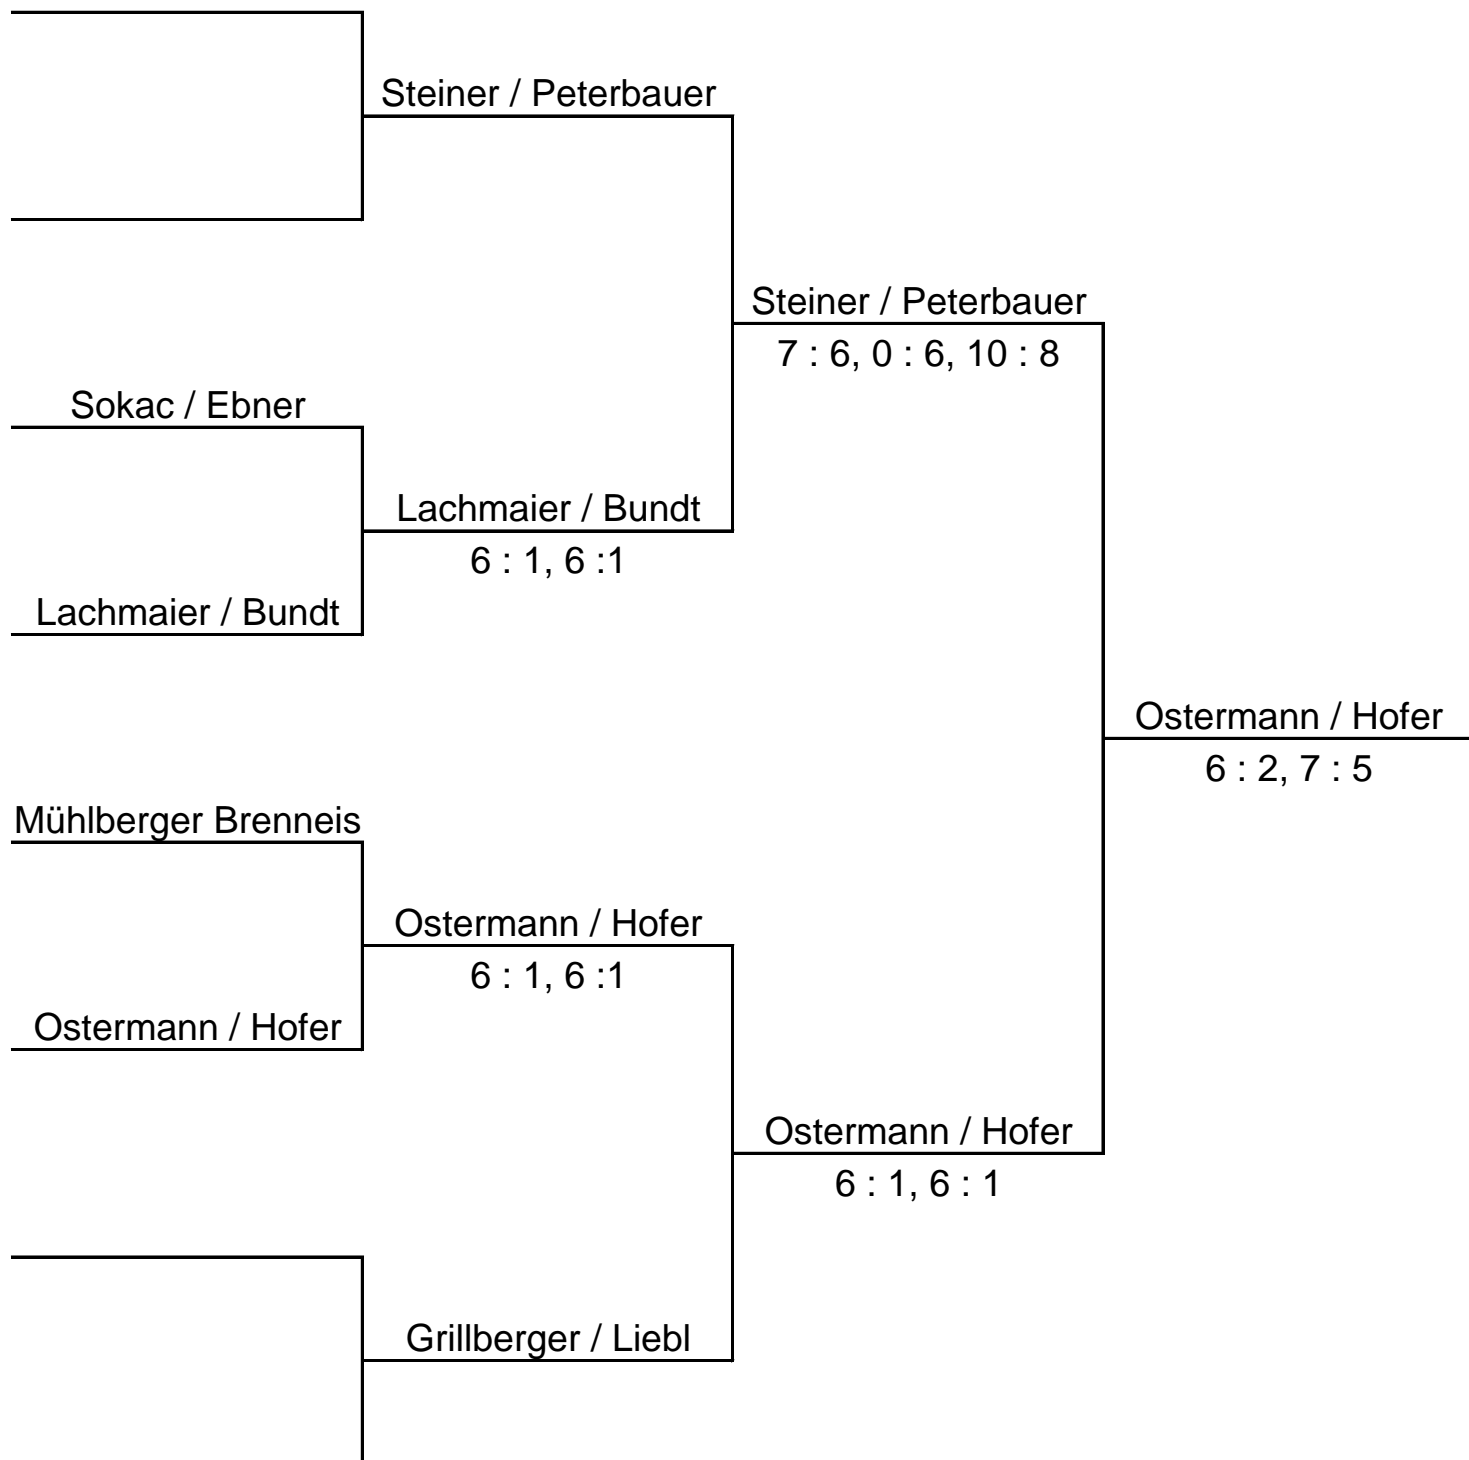 Steiner / Peterbauer
Steiner / Peterbauer
7 : 6, 0 : 6, 10 : 8
Sokac / Ebner
Lachmaier / Bundt
6 : 1, 6 :1
Lachmaier / Bundt
Ostermann / Hofer
6 : 2, 7 : 5
Mühlberger Brenneis
Ostermann / Hofer
6 : 1, 6 :1
Ostermann / Hofer
Ostermann / Hofer
6 : 1, 6 : 1
Grillberger / Liebl